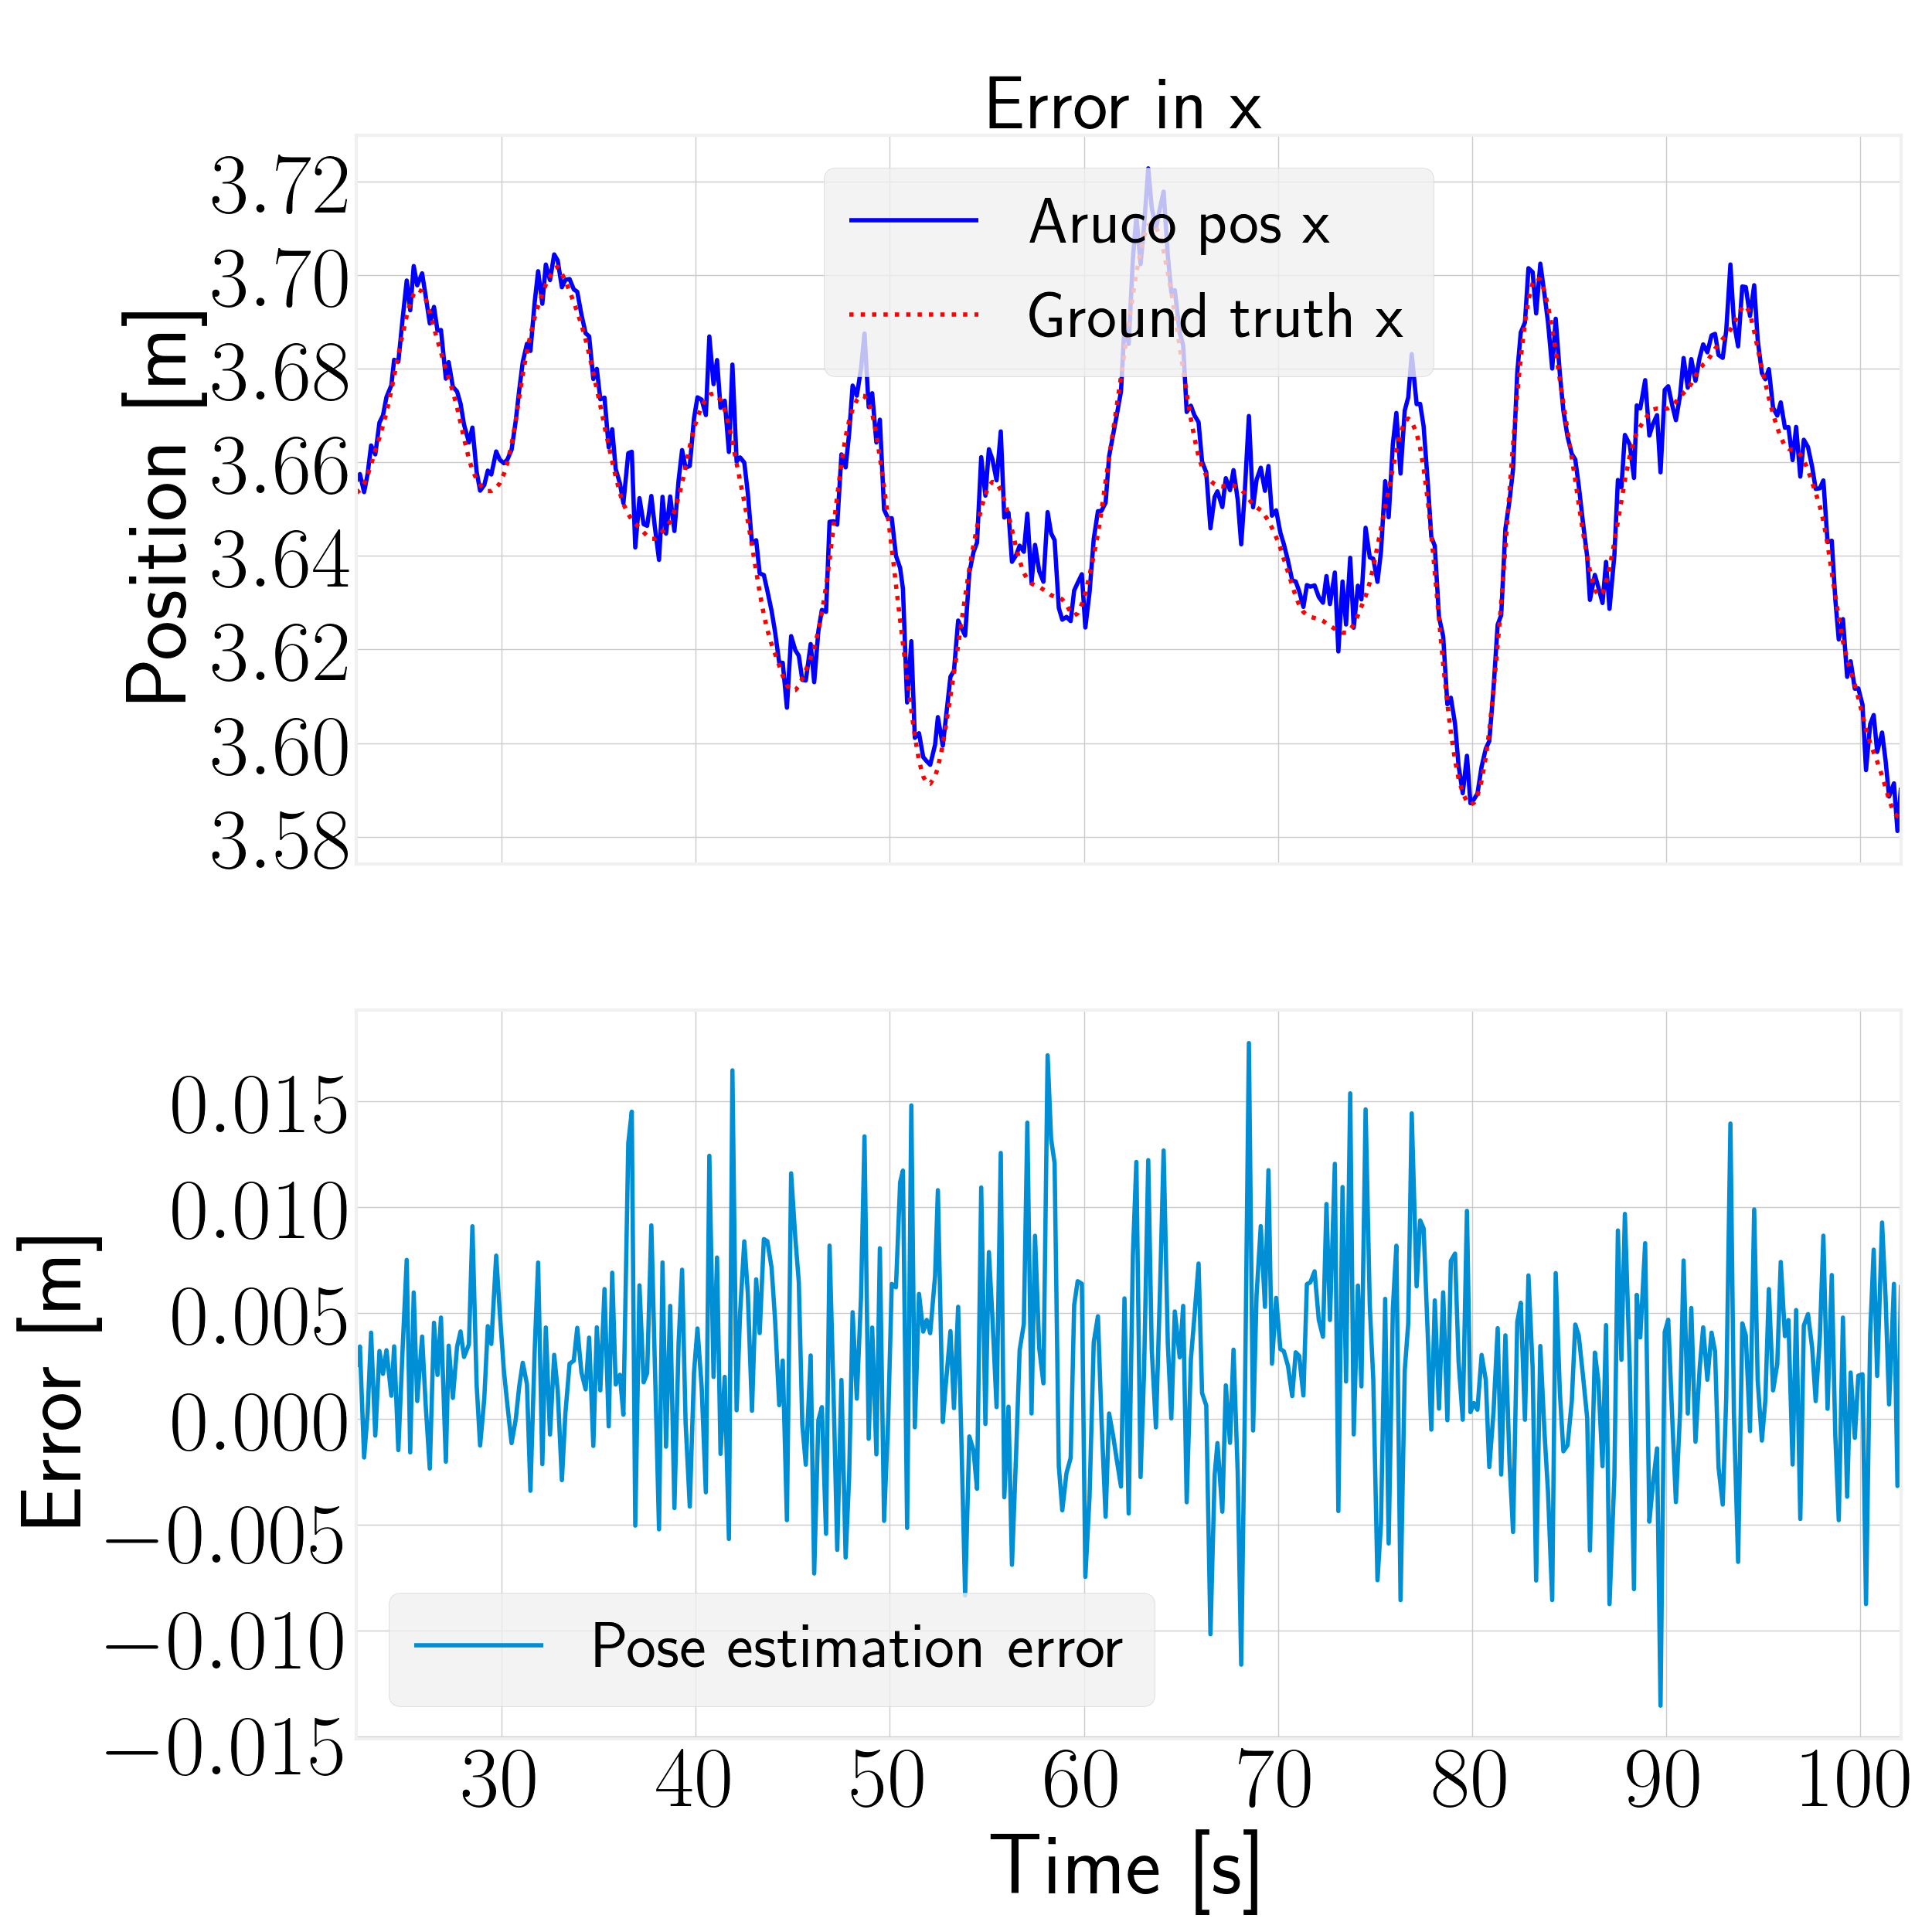 Error in x
Position [m]
3.72
3.70
3.68
3.66
3.64
3.62
3.60
3.58
Aruco pos x
Ground truth x
Error [m]
0.015
0.010
0.005
0.000
−0.005
−0.010
−0.015
Pose estimation error
30 40 50 60 70 80 90 100
Time [s]